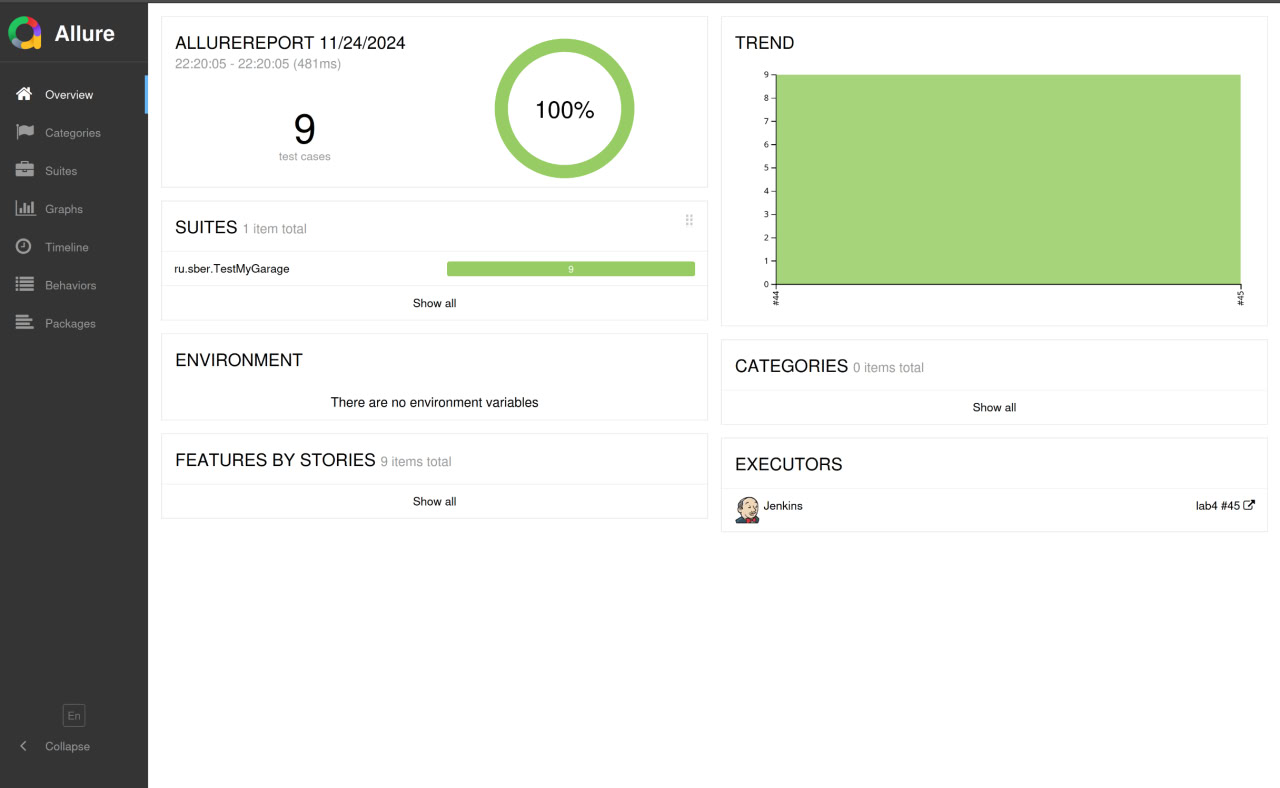 Allure
Overview
Categories
Suites
Graphs
Timeline
Behaviors
Packages
En
Collapse
ALLUREREPORT 11/24/2024
22:20:05 - 22:20:05 (481ms)
9
test cases
100%
SUITES 1 item total
ru.sber.TestMyGarage 9
Show all
ENVIRONMENT
There are no environment variables
FEATURES BY STORIES 9 items total
Show all
TREND
9
8
7
6
5
4
3
2
1
0
#44
#45
CATEGORIES 0 items total
Show all
EXECUTORS
Jenkins lab4 #45